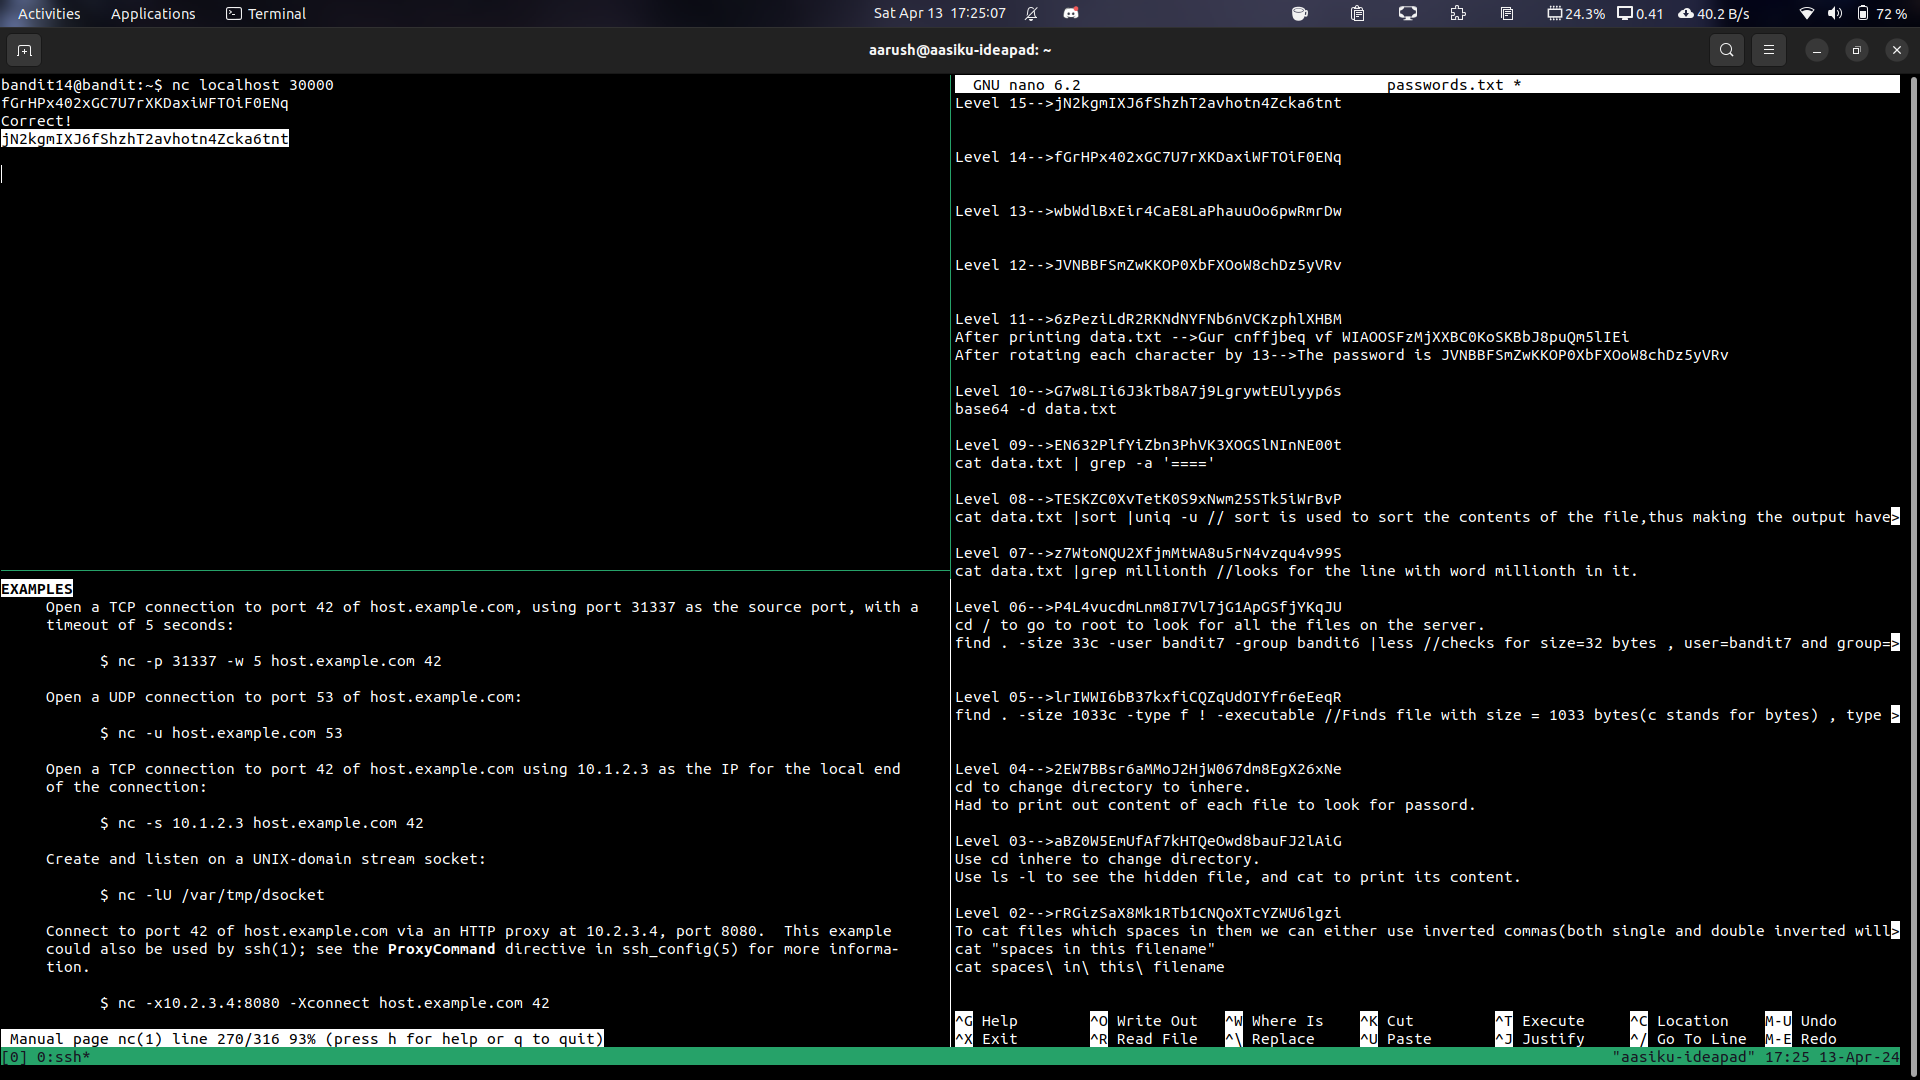 Activities Applications Terminal Sat Apr 13 17:25:07 24.3% 0.41 40.2 B/s 72 %
aarush@aasiku-ideapad: ~
bandit14@bandit:~$ nc localhost 30000
fGrHPx402xGC7U7rXKDaxiWFTOiF0ENq
Correct!
jN2kgmIXJ6fShzhT2avhotn4Zcka6tnt
EXAMPLES
Open a TCP connection to port 42 of host.example.com, using port 31337 as the source port, with a
timeout of 5 seconds:
$ nc -p 31337 -w 5 host.example.com 42
Open a UDP connection to port 53 of host.example.com:
$ nc -u host.example.com 53
Open a TCP connection to port 42 of host.example.com using 10.1.2.3 as the IP for the local end
of the connection:
$ nc -s 10.1.2.3 host.example.com 42
Create and listen on a UNIX-domain stream socket:
$ nc -lU /var/tmp/dsocket
Connect to port 42 of host.example.com via an HTTP proxy at 10.2.3.4, port 8080.  This example
could also be used by ssh(1); see the ProxyCommand directive in ssh_config(5) for more informa-
tion.
$ nc -x10.2.3.4:8080 -Xconnect host.example.com 42
Manual page nc(1) line 270/316 93% (press h for help or q to quit)
GNU nano 6.2 passwords.txt *
Level 15-->jN2kgmIXJ6fShzhT2avhotn4Zcka6tnt
Level 14-->fGrHPx402xGC7U7rXKDaxiWFTOiF0ENq
Level 13-->wbWdlBxEir4CaE8LaPhauuOo6pwRmrDw
Level 12-->JVNBBFSmZwKKOP0XbFXOoW8chDz5yVRv
Level 11-->6zPeziLdR2RKNdNYFNb6nVCKzphlXHBM
After printing data.txt -->Gur cnffjbeq vf WIAOOSFzMjXXBC0KoSKBbJ8puQm5lIEi
After rotating each character by 13-->The password is JVNBBFSmZwKKOP0XbFXOoW8chDz5yVRv
Level 10-->G7w8LIi6J3kTb8A7j9LgrywtEUlyyp6s
base64 -d data.txt
Level 09-->EN632PlfYiZbn3PhVK3XOGSlNInNE00t
cat data.txt | grep -a '===='
Level 08-->TESKZC0XvTetK0S9xNwm25STk5iWrBvP
cat data.txt |sort |uniq -u // sort is used to sort the contents of the file,thus making the output have>
Level 07-->z7WtoNQU2XfjmMtWA8u5rN4vzqu4v99S
cat data.txt |grep millionth //looks for the line with word millionth in it.
Level 06-->P4L4vucdmLnm8I7Vl7jG1ApGSfjYKqJU
cd / to go to root to look for all the files on the server.
find . -size 33c -user bandit7 -group bandit6 |less //checks for size=32 bytes , user=bandit7 and group=>
Level 05-->lrIWWI6bB37kxfiCQZqUdOIYfr6eEeqR
find . -size 1033c -type f ! -executable //Finds file with size = 1033 bytes(c stands for bytes) , type >
Level 04-->2EW7BBsr6aMMoJ2HjW067dm8EgX26xNe
cd to change directory to inhere.
Had to print out content of each file to look for passord.
Level 03-->aBZ0W5EmUfAf7kHTQeOwd8bauFJ2lAiG
Use cd inhere to change directory.
Use ls -l to see the hidden file, and cat to print its content.
Level 02-->rRGizSaX8Mk1RTb1CNQoXTcYZWU6lgzi
To cat files which spaces in them we can either use inverted commas(both single and double inverted will>
cat "spaces in this filename"
cat spaces\ in\ this\ filename
^G Help ^O Write Out ^W Where Is ^K Cut ^T Execute ^C Location M-U Undo
^X Exit ^R Read File ^\ Replace ^U Paste ^J Justify ^/ Go To Line M-E Redo
[0] 0:ssh* "aasiku-ideapad" 17:25 13-Apr-24